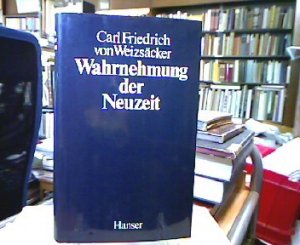 Carl Friedrich
von Weizsäcker
Wahrnehmung
der
Neuzeit
Hanser